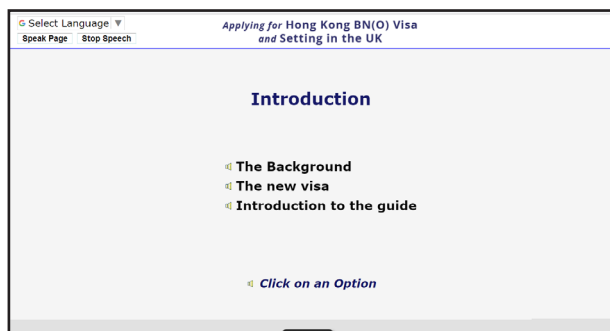 G Select Language ▼
Speak Page Stop Speech
Applying for Hong Kong BN(O) Visa
and Setting in the UK
Introduction
The Background
The new visa
Introduction to the guide
Click on an Option